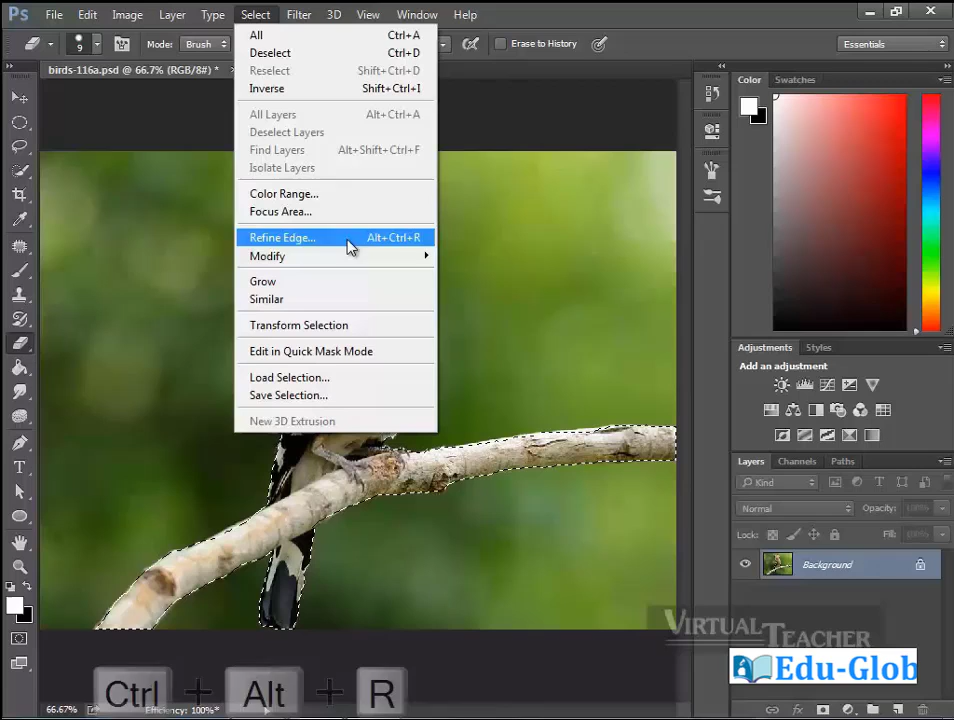 Ps File Edit Image Layer Type Select Filter 3D View Window Help
9 Mode: Brush Erase to History Essentials
birds-116a.psd @ 66.7% (RGB/8#) *
All Ctrl+A
Deselect Ctrl+D
Reselect Shift+Ctrl+D
Inverse Shift+Ctrl+I
All Layers Alt+Ctrl+A
Deselect Layers
Find Layers Alt+Shift+Ctrl+F
Isolate Layers
Color Range...
Focus Area...
Refine Edge... Alt+Ctrl+R
Modify
Grow
Similar
Transform Selection
Edit in Quick Mask Mode
Load Selection...
Save Selection...
New 3D Extrusion
Color Swatches
Adjustments Styles
Add an adjustment
Layers Channels Paths
Kind
Normal Opacity: 100%
Lock: Fill: 100%
Background
VIRTUAL TEACHER
Edu-Glob
Ctrl + Alt + R
66.67% Efficiency: 100%*